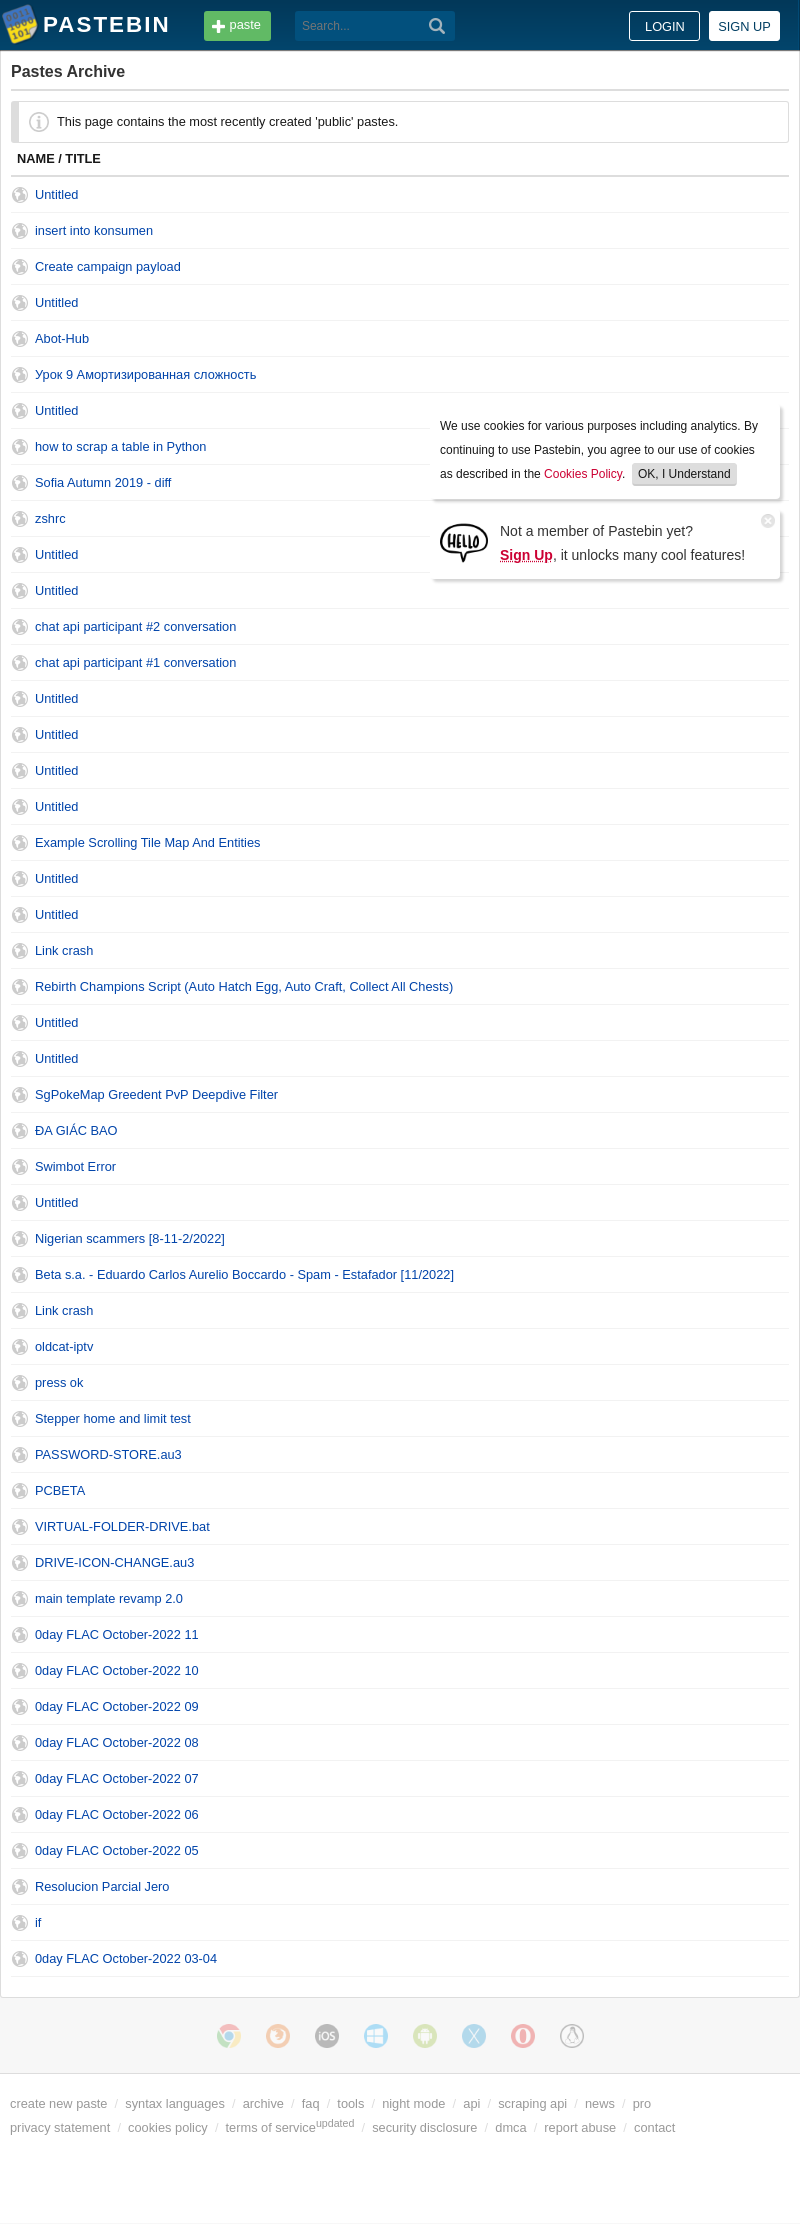 PASTEBIN
paste
Search...
LOGIN
SIGN UP
Pastes Archive
This page contains the most recently created 'public' pastes.
NAME / TITLE
Untitled
insert into konsumen
Create campaign payload
Untitled
Abot-Hub
Урок 9 Амортизированная сложность
Untitled
how to scrap a table in Python
Sofia Autumn 2019 - diff
zshrc
Untitled
Untitled
We use cookies for various purposes including analytics. By
continuing to use Pastebin, you agree to our use of cookies
as described in the Cookies Policy. OK, I Understand
HELLO
Not a member of Pastebin yet?
Sign Up, it unlocks many cool features!
chat api participant #2 conversation
chat api participant #1 conversation
Untitled
Untitled
Untitled
Untitled
Example Scrolling Tile Map And Entities
Untitled
Untitled
Link crash
Rebirth Champions Script (Auto Hatch Egg, Auto Craft, Collect All Chests)
Untitled
Untitled
SgPokeMap Greedent PvP Deepdive Filter
ĐA GIÁC BAO
Swimbot Error
Untitled
Nigerian scammers [8-11-2/2022]
Beta s.a. - Eduardo Carlos Aurelio Boccardo - Spam - Estafador [11/2022]
Link crash
oldcat-iptv
press ok
Stepper home and limit test
PASSWORD-STORE.au3
PCBETA
VIRTUAL-FOLDER-DRIVE.bat
DRIVE-ICON-CHANGE.au3
main template revamp 2.0
0day FLAC October-2022 11
0day FLAC October-2022 10
0day FLAC October-2022 09
0day FLAC October-2022 08
0day FLAC October-2022 07
0day FLAC October-2022 06
0day FLAC October-2022 05
Resolucion Parcial Jero
if
0day FLAC October-2022 03-04
iOS
create new paste / syntax languages / archive / faq / tools / night mode / api / scraping api / news / pro
privacy statement / cookies policy / terms of serviceupdated / security disclosure / dmca / report abuse / contact